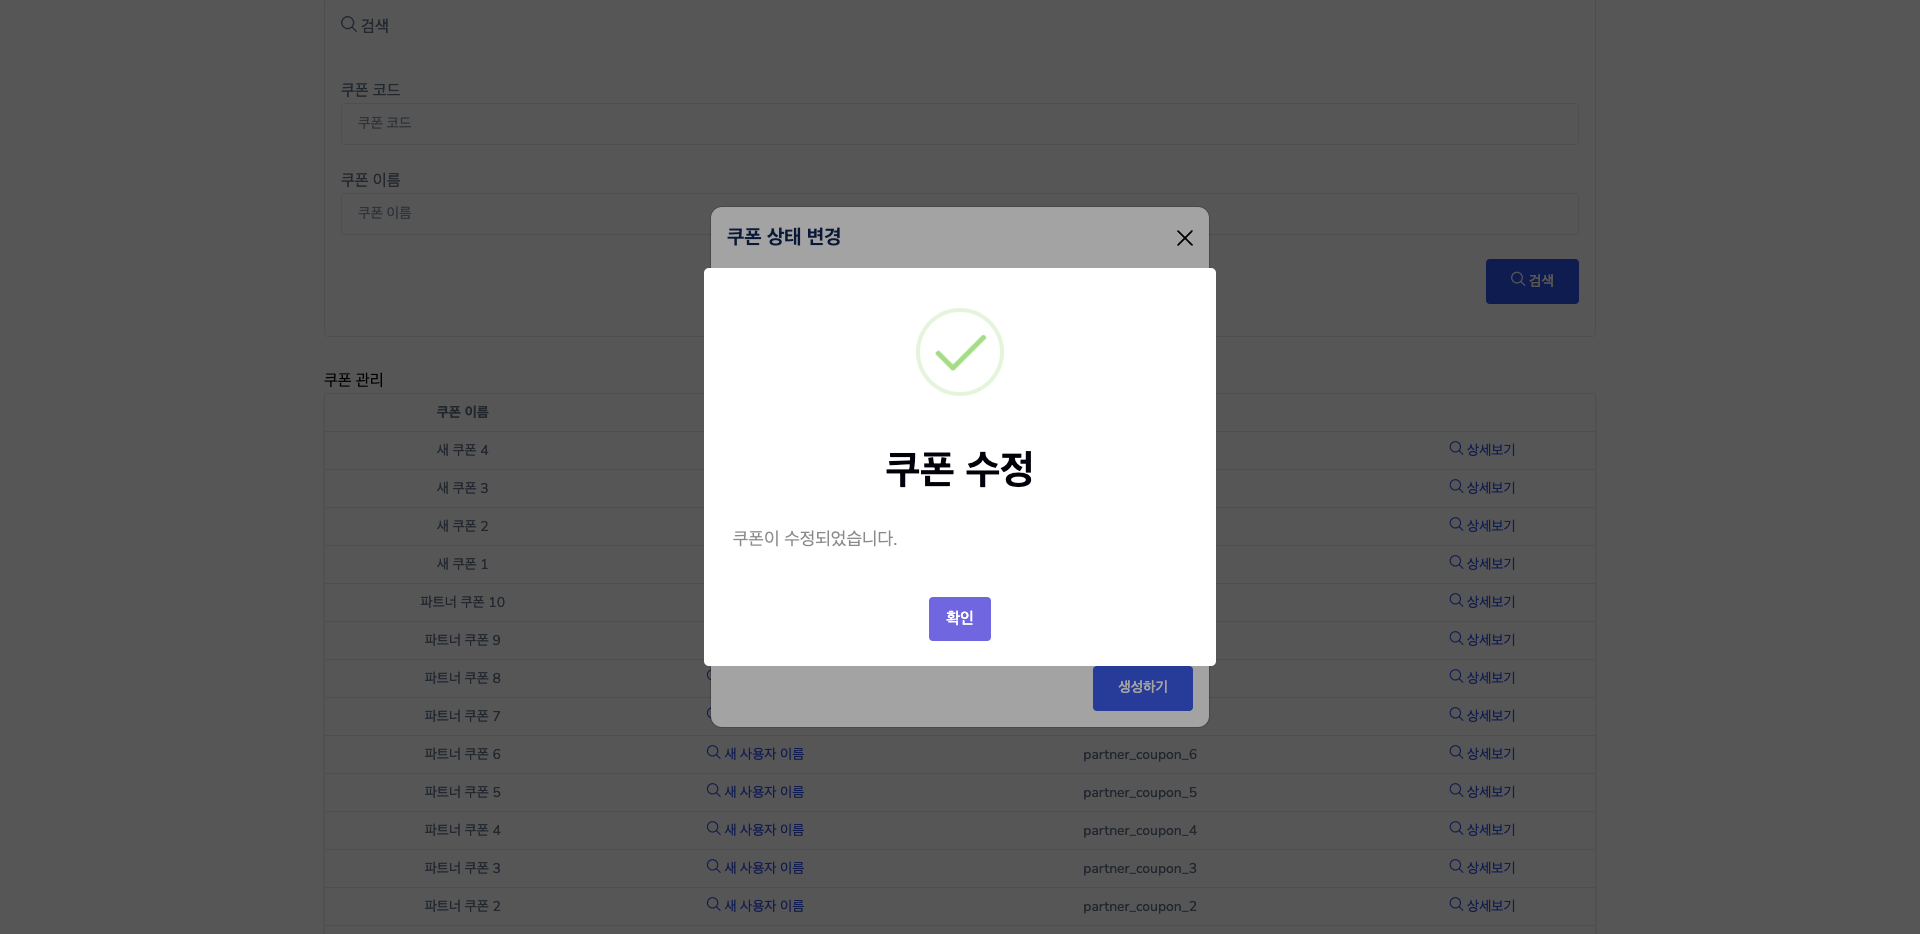 검색
쿠폰 코드
쿠폰 코드
쿠폰 이름
쿠폰 이름
검색
쿠폰 상태 변경
쿠폰 수정
쿠폰이 수정되었습니다.
확인
생성하기
쿠폰 관리
쿠폰 이름
새 쿠폰 4 상세보기
새 쿠폰 3 상세보기
새 쿠폰 2 상세보기
새 쿠폰 1 상세보기
파트너 쿠폰 10 상세보기
파트너 쿠폰 9 상세보기
파트너 쿠폰 8 상세보기
파트너 쿠폰 7 상세보기
파트너 쿠폰 6 새 사용자 이름 partner_coupon_6 상세보기
파트너 쿠폰 5 새 사용자 이름 partner_coupon_5 상세보기
파트너 쿠폰 4 새 사용자 이름 partner_coupon_4 상세보기
파트너 쿠폰 3 새 사용자 이름 partner_coupon_3 상세보기
파트너 쿠폰 2 새 사용자 이름 partner_coupon_2 상세보기